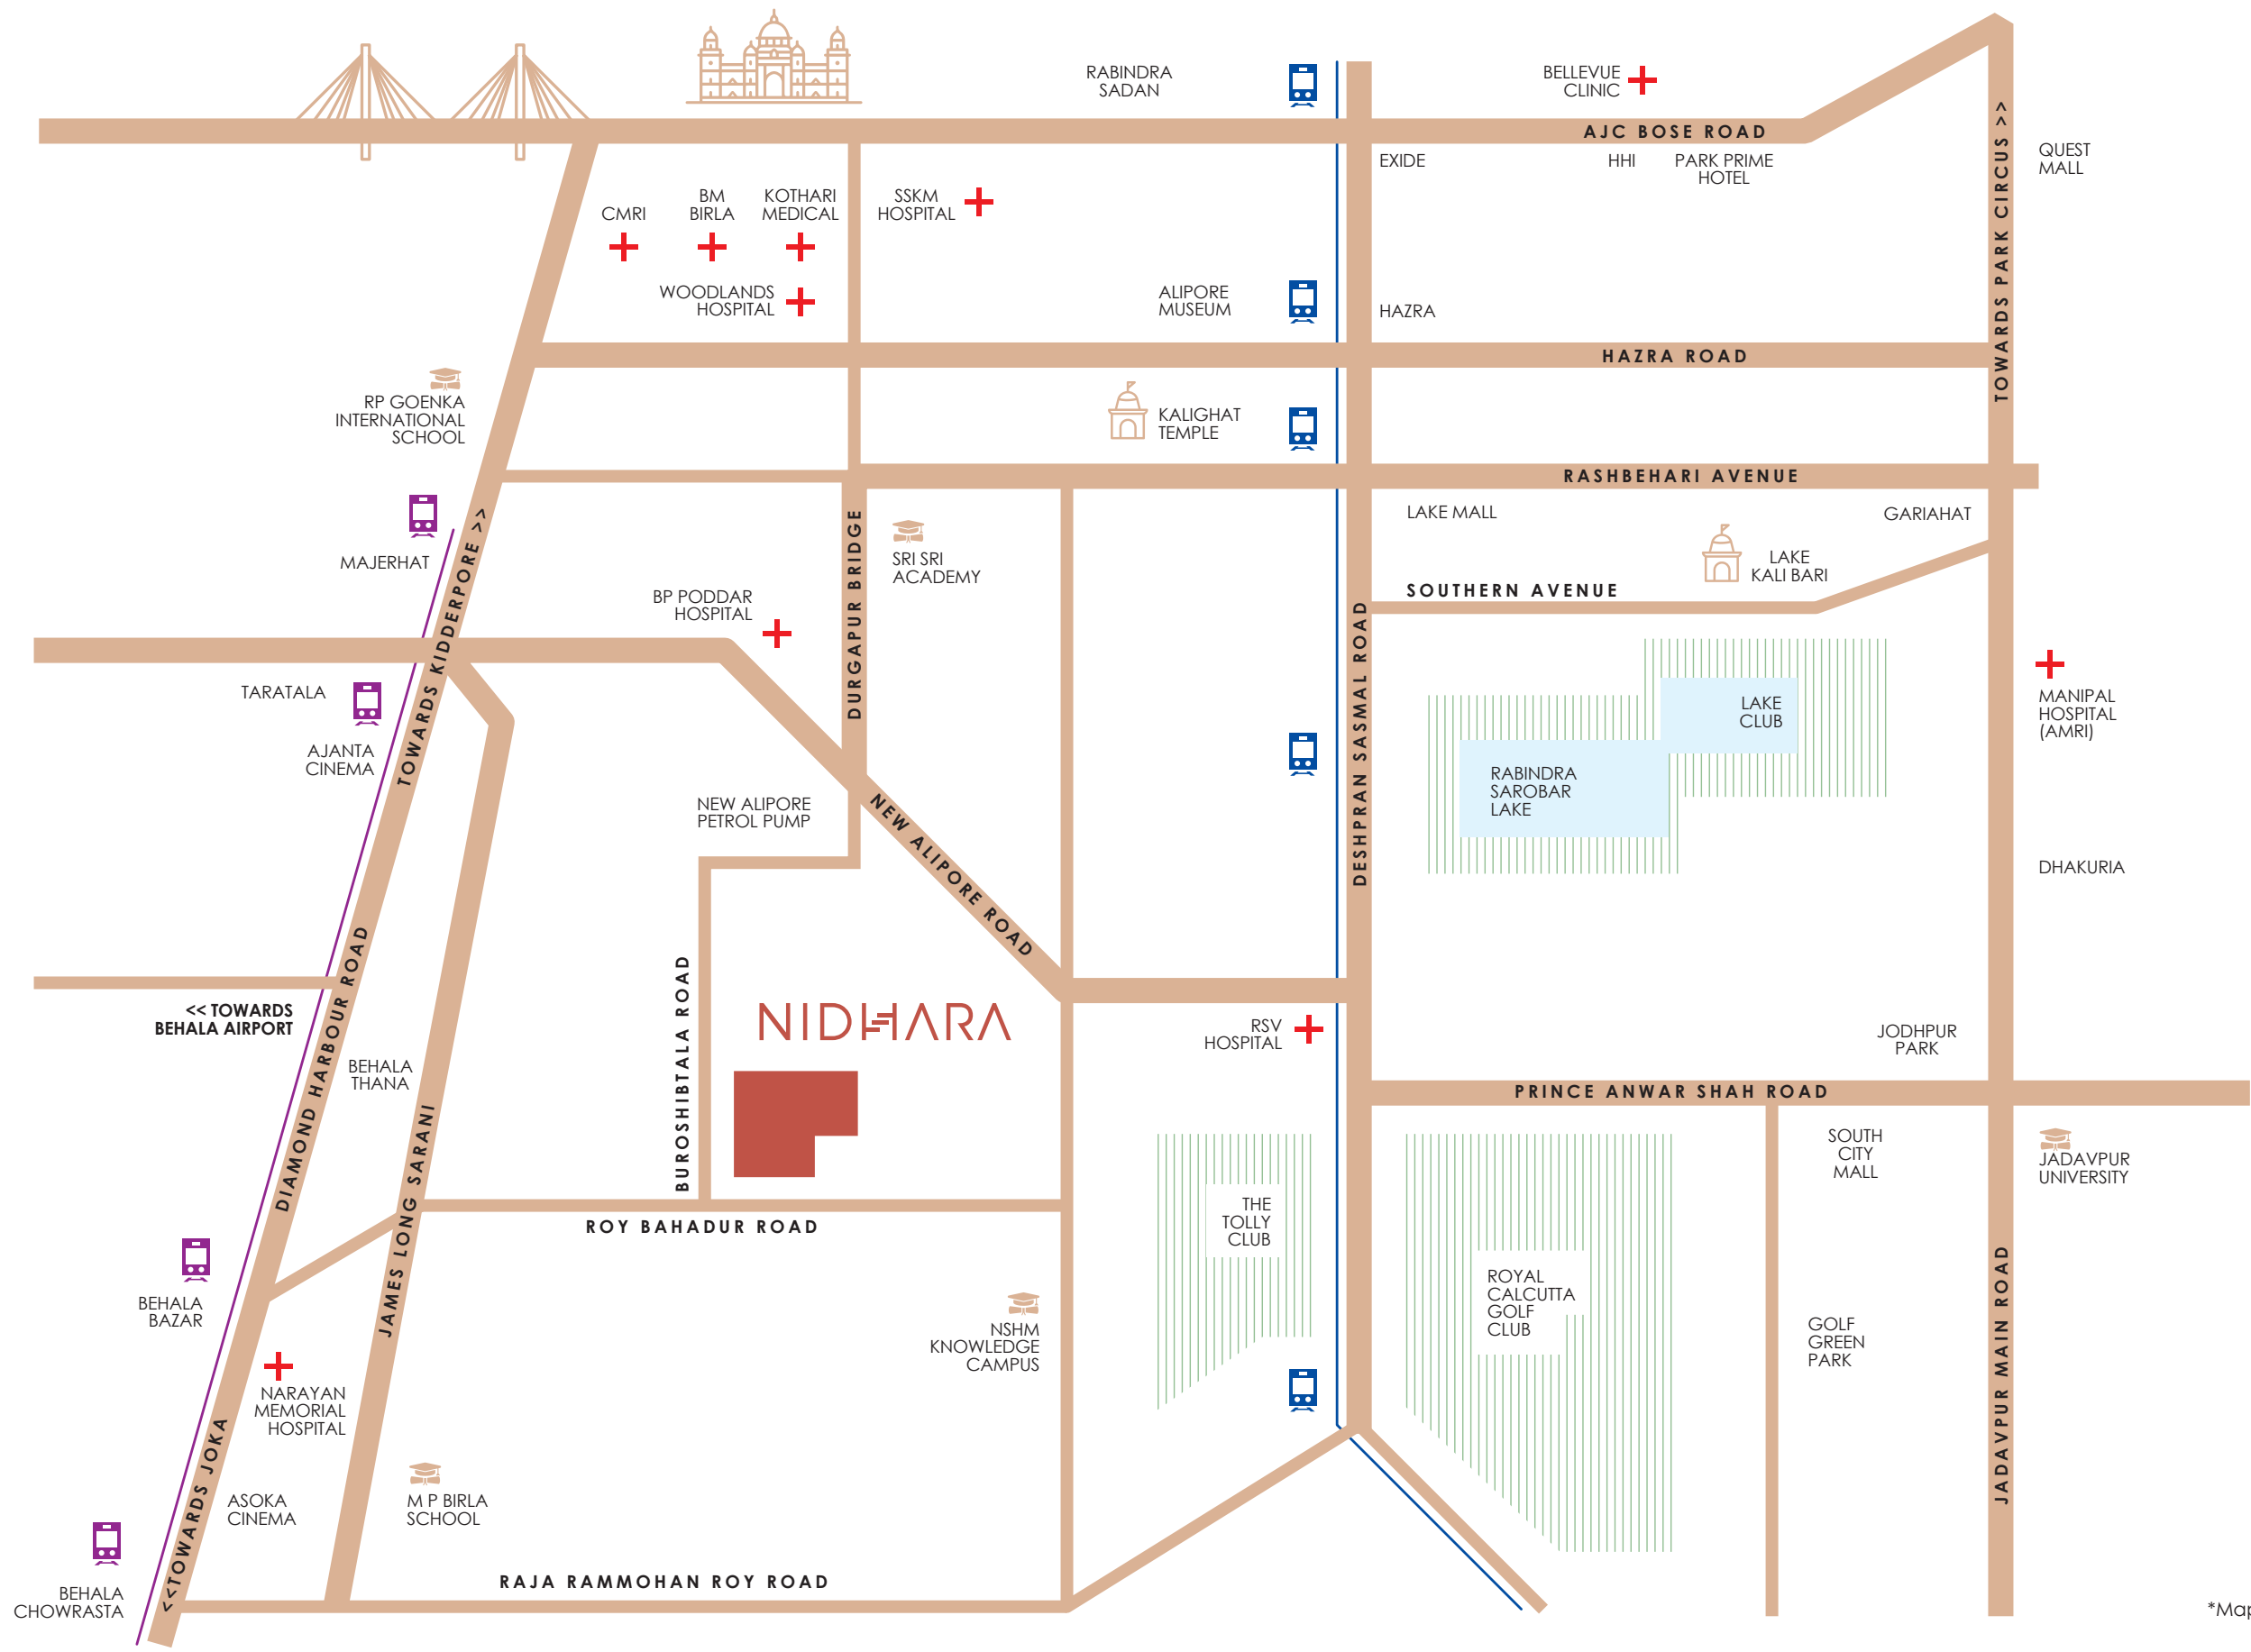 RABINDRA
SADAN
BELLEVUE
CLINIC
AJC BOSE ROAD
EXIDE
HHI
PARK PRIME
HOTEL
TOWARDS PARK CIRCUS >>
QUEST
MALL
CMRI
BM
BIRLA
KOTHARI
MEDICAL
SSKM
HOSPITAL
WOODLANDS
HOSPITAL
ALIPORE
MUSEUM
HAZRA
HAZRA ROAD
RP GOENKA
INTERNATIONAL
SCHOOL
KALIGHAT
TEMPLE
RASHBEHARI AVENUE
LAKE MALL
GARIAHAT
MAJERHAT
TOWARDS KIDDERPORE >>
DURGAPUR BRIDGE
SRI SRI
ACADEMY
LAKE
KALI BARI
SOUTHERN AVENUE
BP PODDAR
HOSPITAL
DESHPRAN SASMAL ROAD
TARATALA
AJANTA
CINEMA
LAKE
CLUB
MANIPAL
HOSPITAL
(AMRI)
RABINDRA
SAROBAR
LAKE
NEW ALIPORE
PETROL PUMP
NEW ALIPORE ROAD
DHAKURIA
<< TOWARDS
BEHALA AIRPORT
DIAMOND HARBOUR ROAD
BUROSHIBTALA ROAD
NIDHARA
RSV
HOSPITAL
JODHPUR
PARK
BEHALA
THANA
PRINCE ANWAR SHAH ROAD
JAMES LONG SARANI
SOUTH
CITY
MALL
JADAVPUR
UNIVERSITY
ROY BAHADUR ROAD
THE
TOLLY
CLUB
ROYAL
CALCUTTA
GOLF
CLUB
BEHALA
BAZAR
NSHM
KNOWLEDGE
CAMPUS
GOLF
GREEN
PARK
JADAVPUR MAIN ROAD
NARAYAN
MEMORIAL
HOSPITAL
<<TOWARDS JOKA
ASOKA
CINEMA
M P BIRLA
SCHOOL
RAJA RAMMOHAN ROY ROAD
BEHALA
CHOWRASTA
*Map